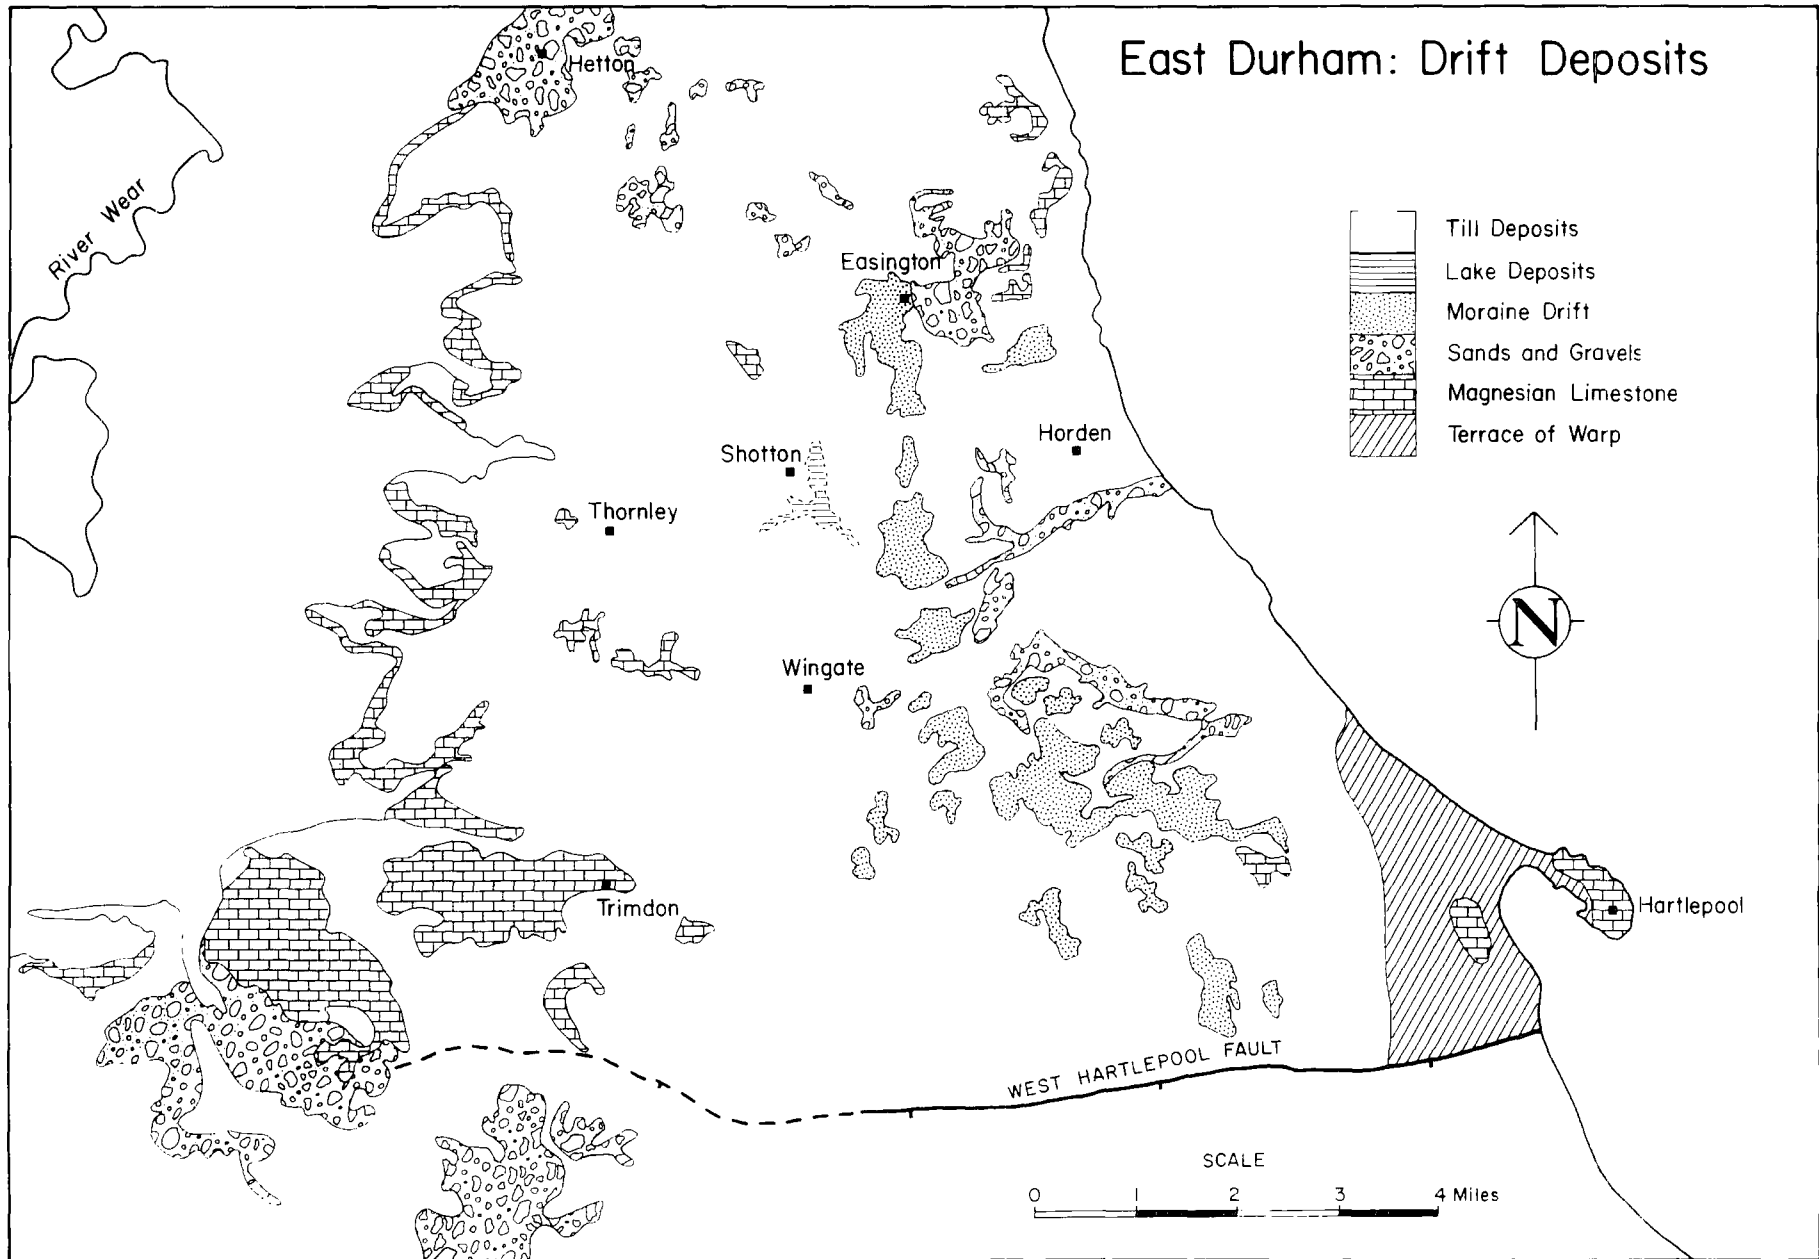 East Durham: Drift Deposits
Hetton
River Wear
Till Deposits
Easington
Lake Deposits
Moraine Drift
Sands and Gravels
Magnesian Limestone
Terrace of Warp
Horden
Shotton
Thornley
N
Wingate
Trimdon
Hartlepool
WEST HARTLEPOOL FAULT
SCALE
0 1 2 3 4 Miles